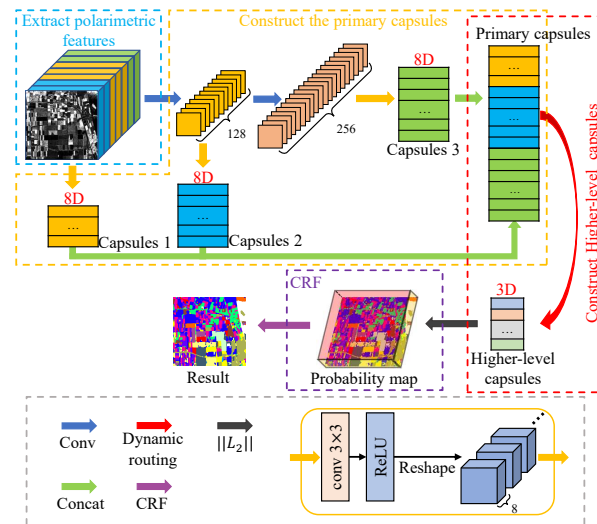 Extract polarimetric
features
Construct the primary capsules
Primary capsules
128
256
8D
Capsules 3
...
...
...
...
8D
...
Capsules 1
8D
...
Capsules 2
Construct Higher-level capsules
CRF
3D
...
Result
Probability map
Higher-level
capsules
Conv
Dynamic
routing
||L2||
Concat
CRF
conv 3×3
ReLU
Reshape
8